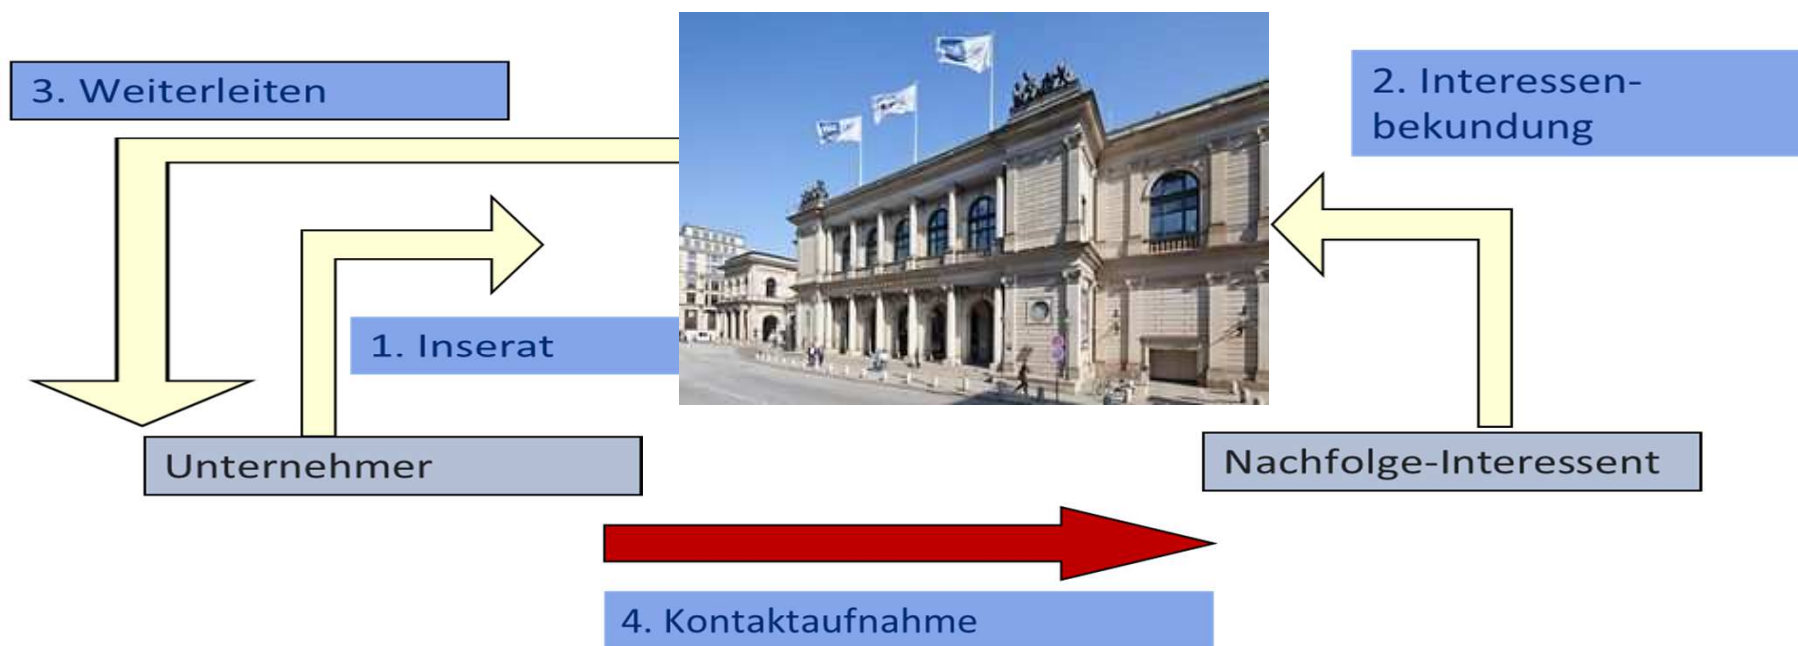 3. Weiterleiten
2. Interessen-
bekundung
1. Inserat
Unternehmer
Nachfolge-Interessent
4. Kontaktaufnahme